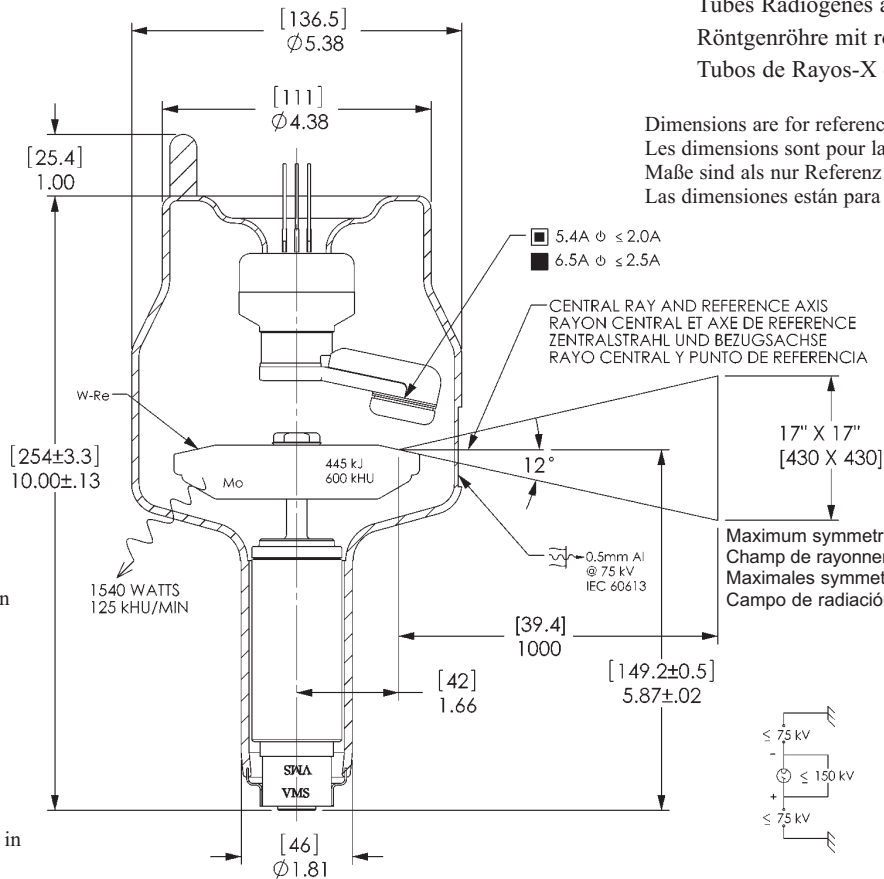 Tubes Radiogènes
Röntgenröhre mit
Tubos de Rayos-X
[136.5]
Ø5.38
[111]
Ø4.38
[25.4]
1.00
Dimensions are for
Les dimensions sont pour la
Maße sind als nur Referenz
Las dimensiones están para
5.4A ≤ 2.0A
6.5A ≤ 2.5A
CENTRAL RAY AND REFERENCE AXIS
RAYON CENTRAL ET AXE DE REFERENCE
ZENTRALSTRAHL UND BEZUGSACHSE
RAYO CENTRAL Y PUNTO DE REFERENCIA
W-Re
17" X 17"
[430 X 430]
[254±3.3]
10.00±.13
Mo
445 kJ
600 kHU
12°
Maximum
Champ de
Maximales
Campo de radiación
0.5mm Al
@ 75 kV
IEC 60613
1540 WATTS
125 kHU/MIN
[39.4]
1000
[42]
1.66
[149.2±0.5]
5.87±.02
≤ 75 kV
-
≤ 150 kV
+
≤ 75 kV
VMS
VMS
in
[46]
Ø1.81